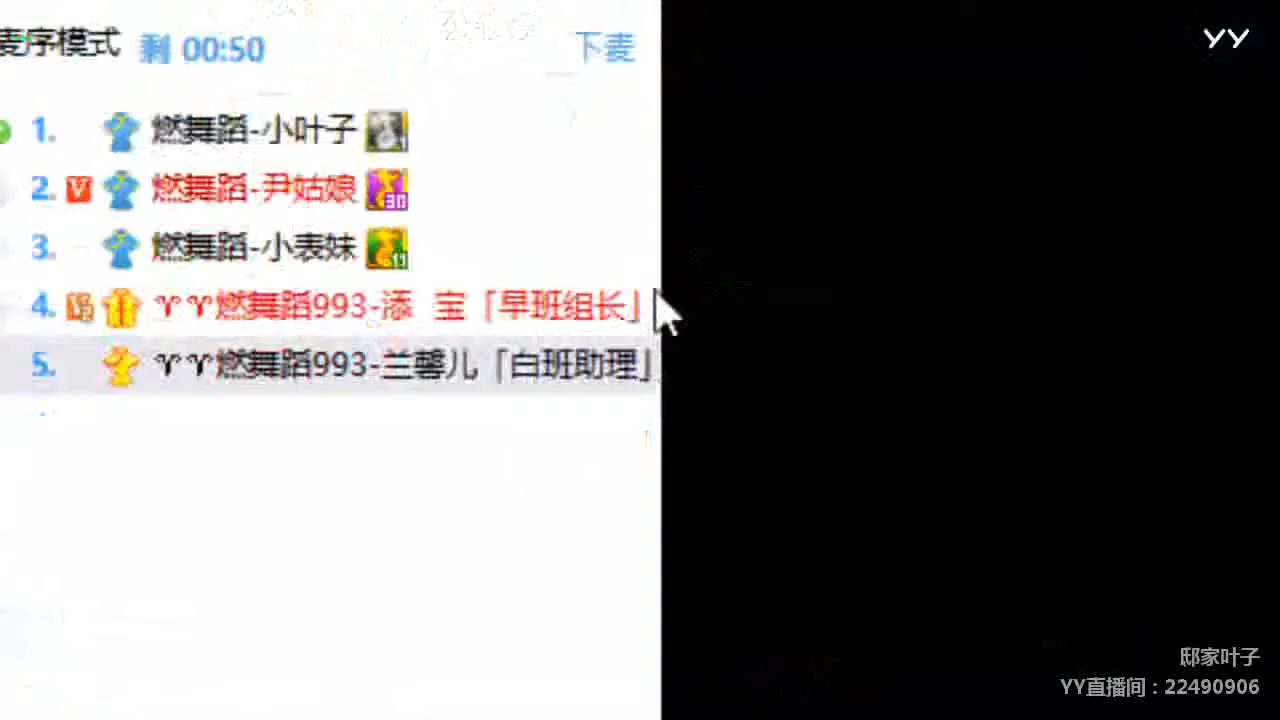 麦序模式 剩 00:50 下麦
YY
1. 燃舞蹈-小叶子
2. V 燃舞蹈-尹姑娘 30
3. 燃舞蹈-小表妹 11
4. ♈♈燃舞蹈993-添 宝「早班组长」
5. ♈♈燃舞蹈993-兰馨儿「白班助理」
邸家叶子
YY直播间：22490906